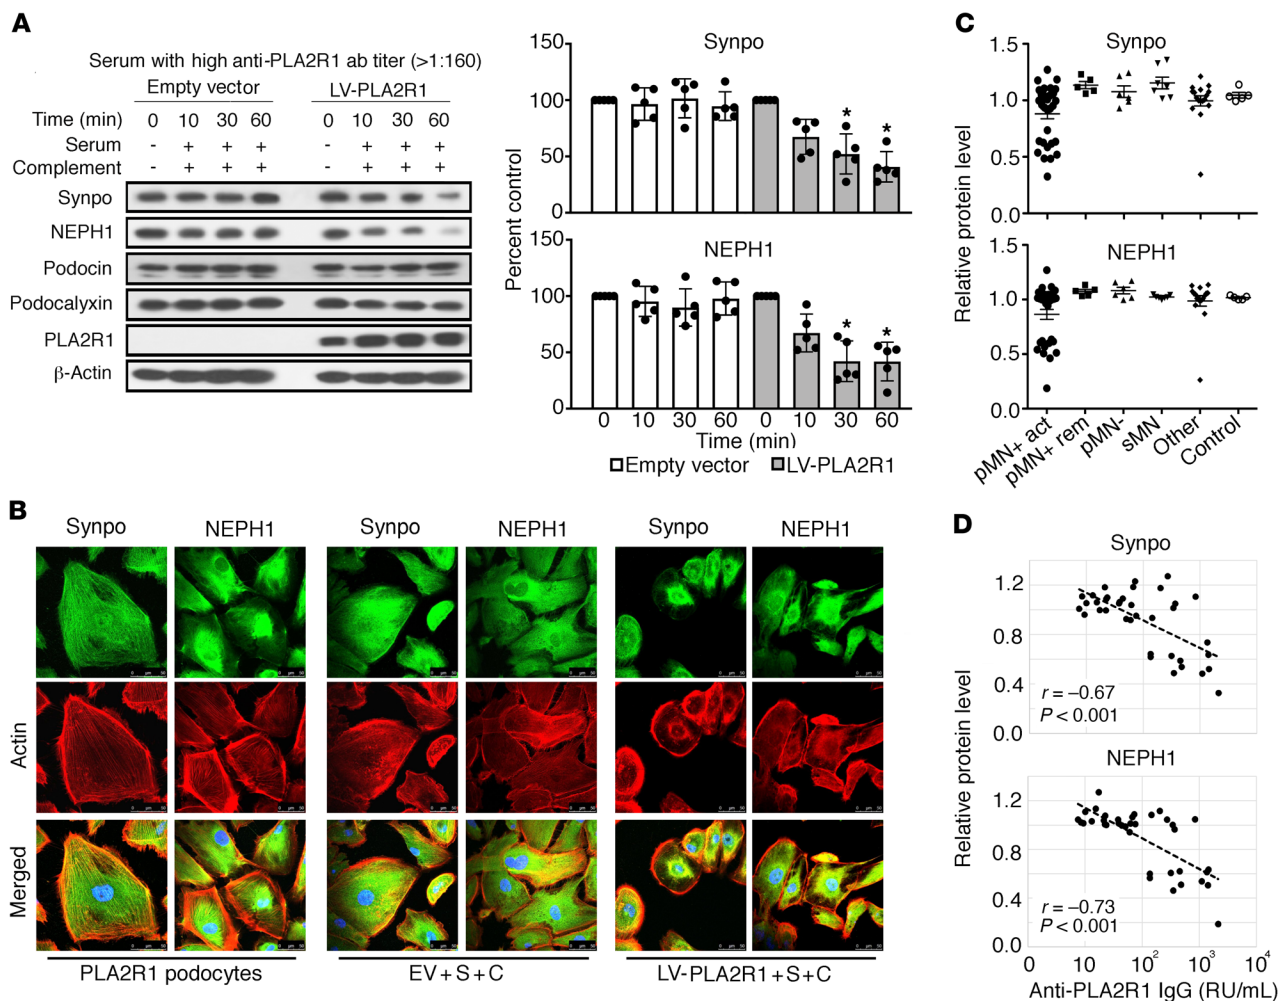 A
Serum with high anti-PLA2R1 ab titer (>1:160)
Empty vector LV-PLA2R1
Time (min) 0 10 30 60 0 10 30 60
Serum - + + + - + + +
Complement - + + + - + + +
Synpo
NEPH1
Podocin
Podocalyxin
PLA2R1
β-Actin
Percent control
Synpo
150
100
50
0
* *
NEPH1
150
100
50
0
* *
0 10 30 60 0 10 30 60
Time (min)
Empty vector LV-PLA2R1
C
Relative protein level
Synpo
1.5
1.0
0.0
NEPH1
1.5
1.0
0.5
0.0
pMN+ act pMN+ rem pMN- sMN Other Control
B
Synpo NEPH1 Synpo NEPH1 Synpo NEPH1
Actin
Merged
PLA2R1 podocytes EV + S + C LV-PLA2R1 + S + C
D
Relative protein level
Synpo
1.2
0.8
0.4
0.0
r = –0.67
P < 0.001
NEPH1
1.2
0.8
0.4
0.0
r = –0.73
P < 0.001
0 10 10² 10³ 10⁴
Anti-PLA2R1 IgG (RU/mL)